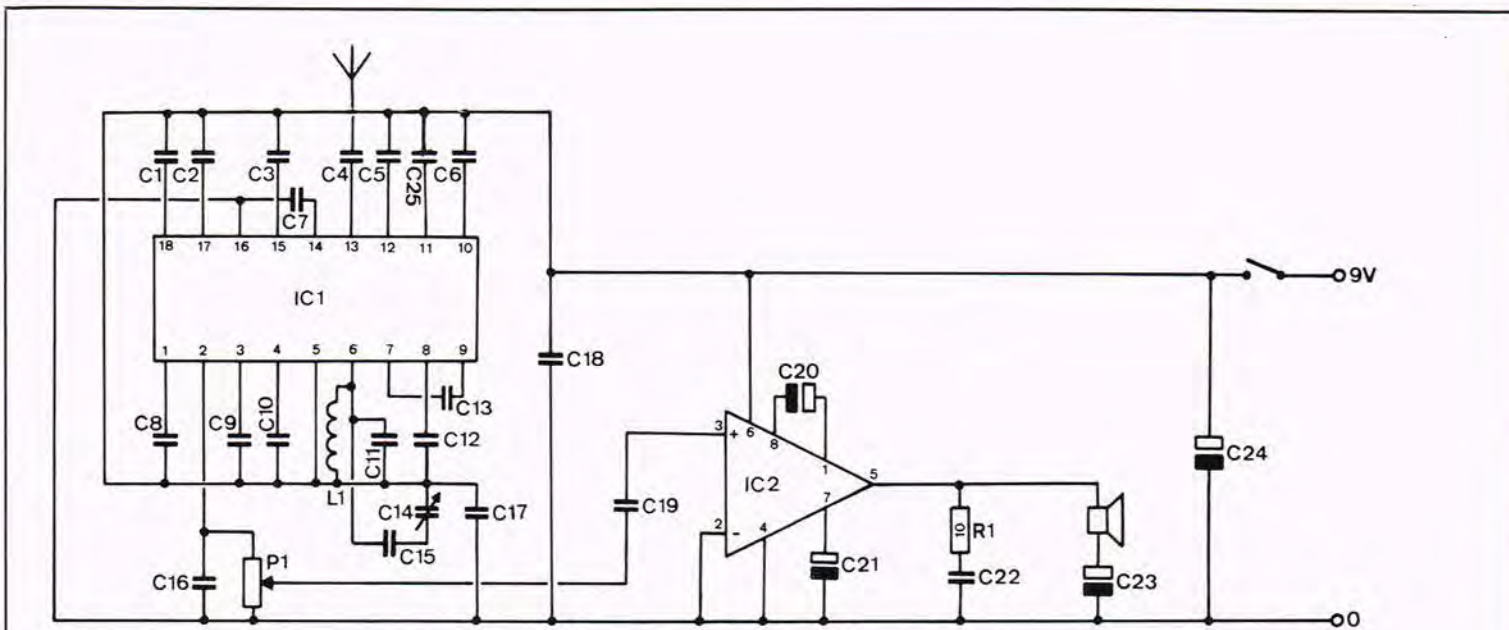 C1 C2 C3 C4 C5 C25 C6
C7
18 17 16 15 14 13 12 11 10
IC1
9V
1 2 3 4 5 6 7 8 9
C18
C20
C13
C8 C9 C10 C11 C12
3 + 6 8
1
C24
L1
IC2
5
C14 C17 C19
7
2 - 4
10 R1
C15
P1
C16
C21 C22 C23
0